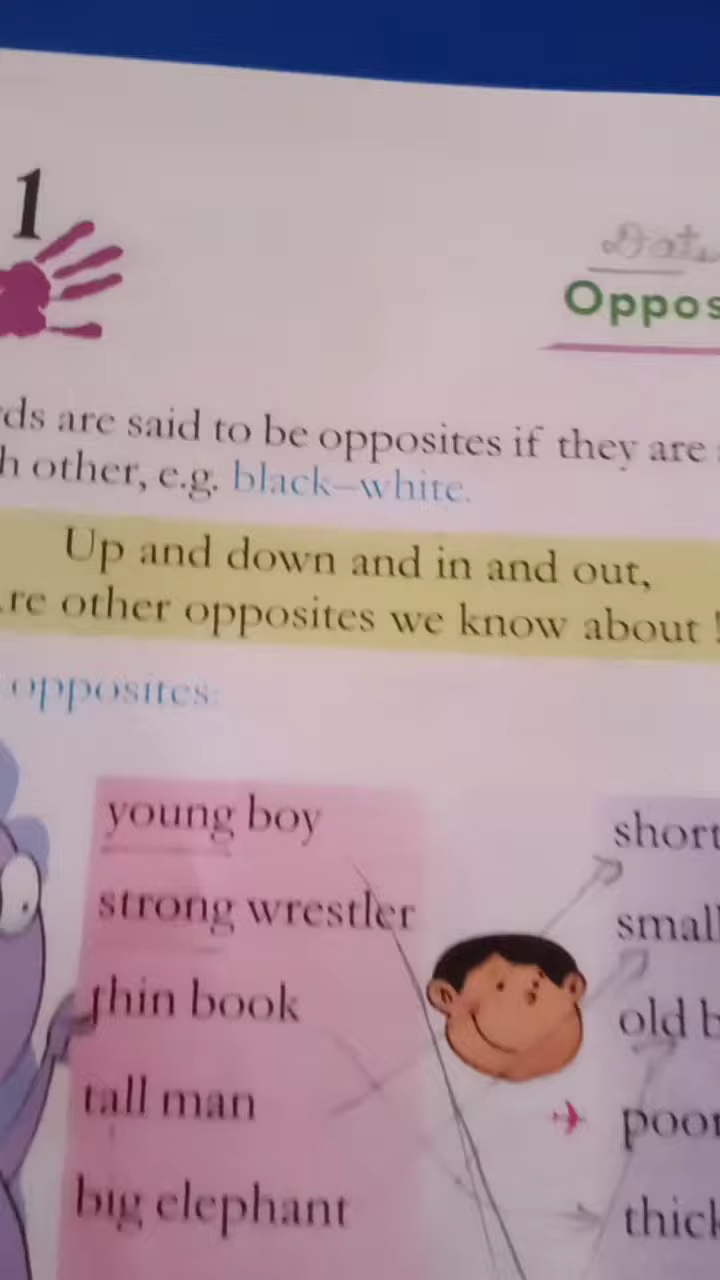 1
Oppos
ds are said to be opposites if they are
h other, e.g. black–white.
Up and down and in and out,
re other opposites we know about !
opposites:
young boy
short
strong wrestler
small
thin book
old b
tall man
poor
big elephant
thick